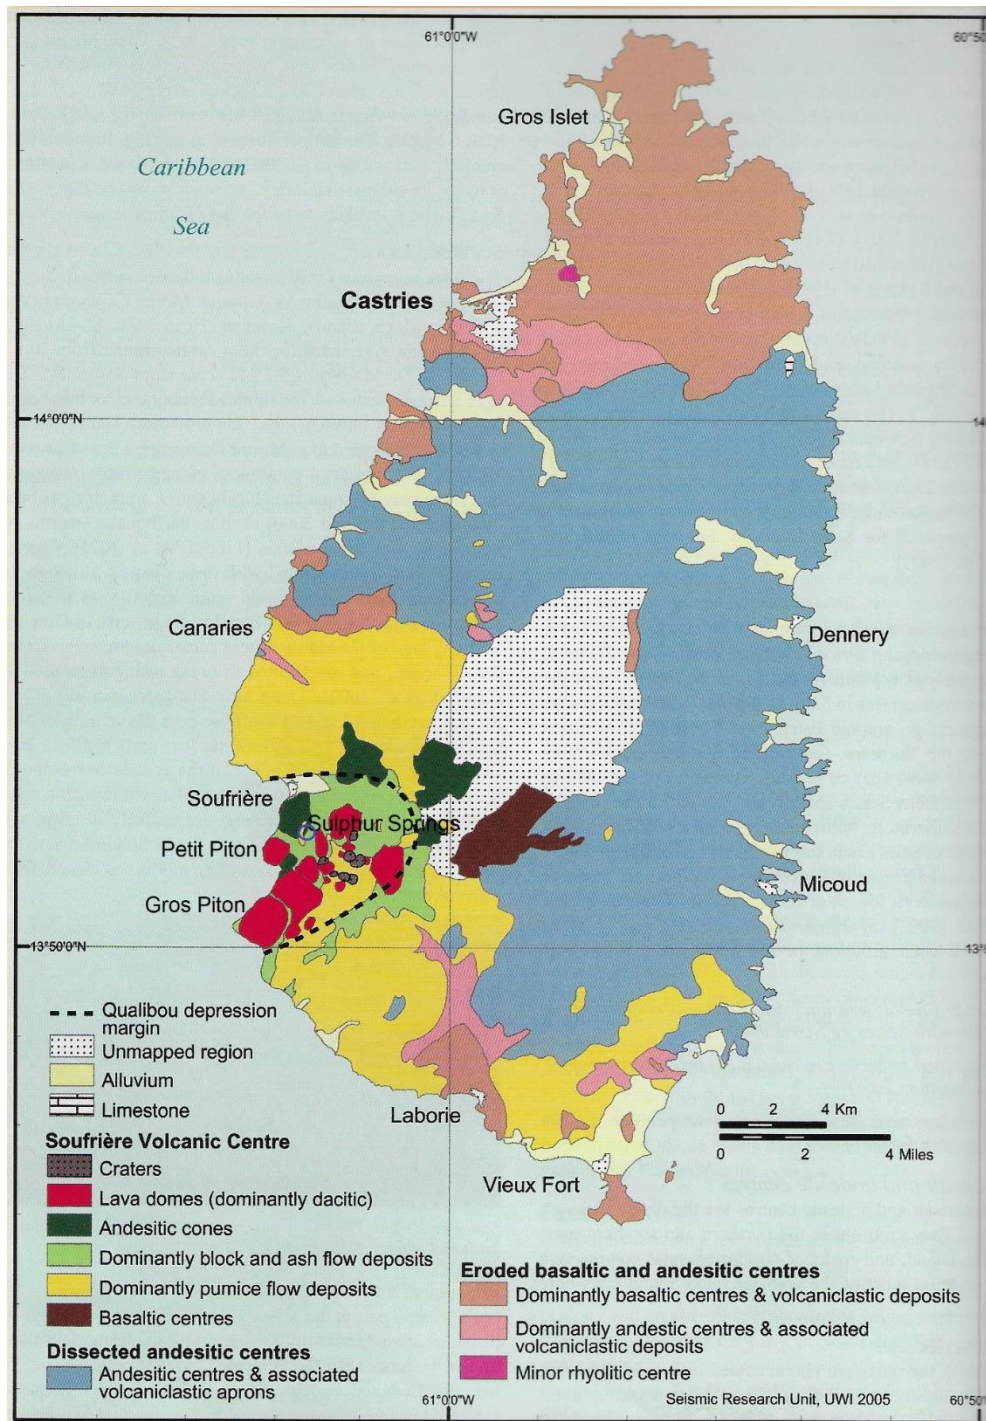 61°0'0"W
60°50
Gros Islet
Caribbean
Sea
Castries
14°0'0"N
14
Canaries
Dennery
Soufrière
Sulphur Springs
Petit Piton
Gros Piton
Micoud
13°50'0"N
13°5
Qualibou depression
margin
Unmapped region
Alluvium
Limestone
Laborie
Vieux Fort
0 2 4 Km
0 2 4 Miles
Soufrière Volcanic Centre
Craters
Lava domes (dominantly dacitic)
Andesitic cones
Dominantly block and ash flow deposits
Dominantly pumice flow deposits
Basaltic centres
Dissected andesitic centres
Andesitic centres & associated
volcaniclastic aprons
Eroded basaltic and andesitic centres
Dominantly basaltic centres & volcaniclastic deposits
Dominantly andestic centres & associated
volcaniclastic deposits
Minor rhyolitic centre
61°0'0"W
Seismic Research Unit, UWI 2005
60°50